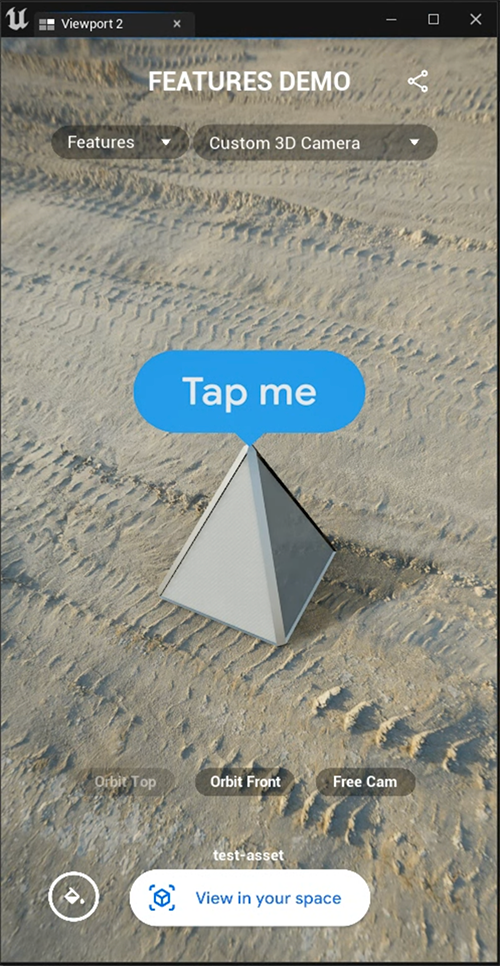 Viewport 2
FEATURES DEMO
Features
Custom 3D Camera
Tap me
Orbit Top
Orbit Front
Free Cam
test-asset
View in your space